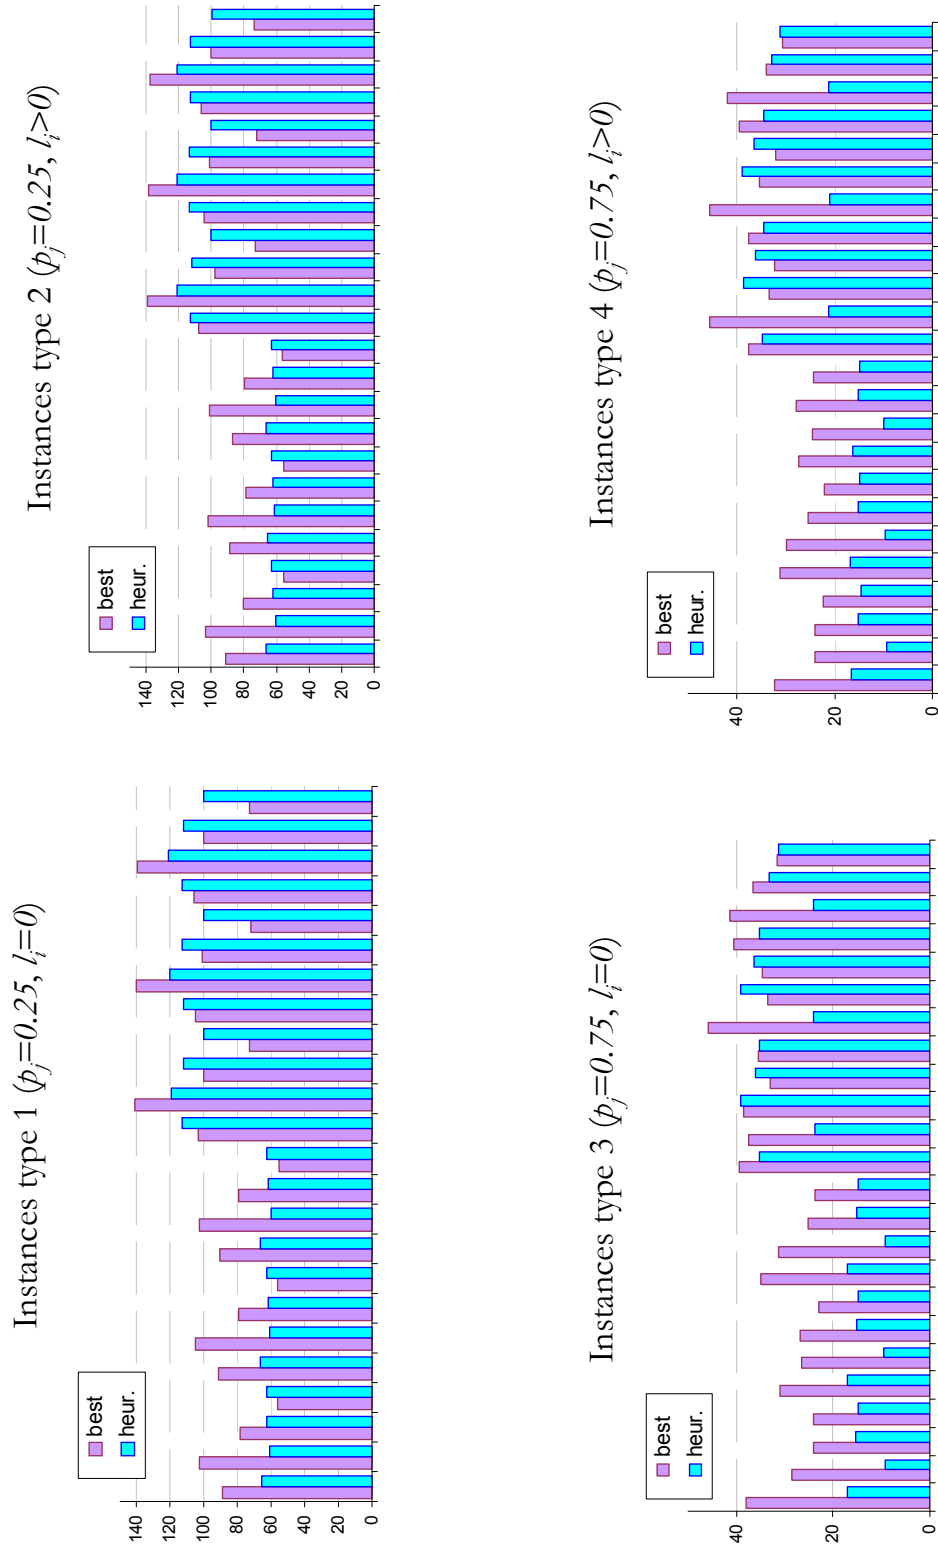 Instances type 1 (pj=0.25, li=0)
best
heur.
140
120
100
80
60
40
20
0
Instances type 2 (pj=0.25, li>0)
best
heur.
140
120
100
80
60
40
20
0
Instances type 3 (pj=0.75, li=0)
best
heur.
40
20
0
Instances type 4 (pj=0.75, li>0)
best
heur.
40
20
0